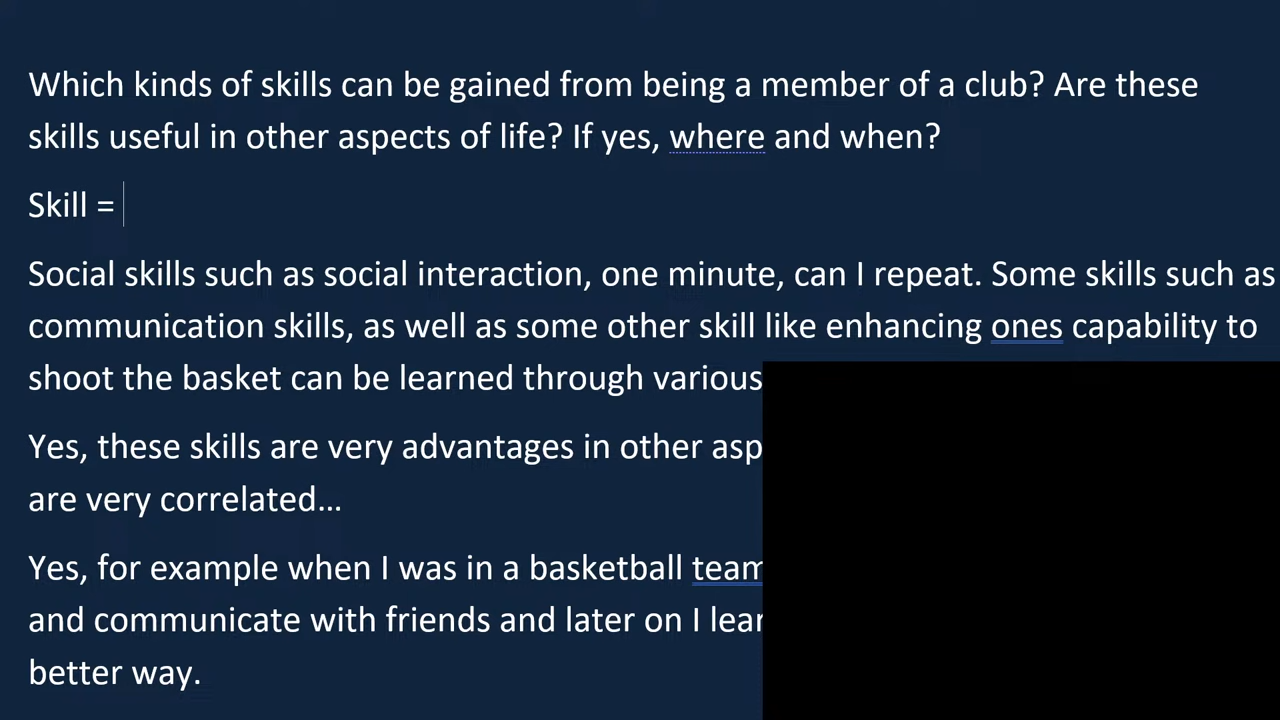 Which kinds of skills can be gained from being a member of a club? Are these
skills useful in other aspects of life? If yes, where and when?
Skill =
Social skills such as social interaction, one minute, can I repeat. Some skills such as
communication skills, as well as some other skill like enhancing ones capability to
shoot the basket can be learned through various
Yes, these skills are very advantages in other asp
are very correlated...
Yes, for example when I was in a basketball team
and communicate with friends and later on I lear
better way.